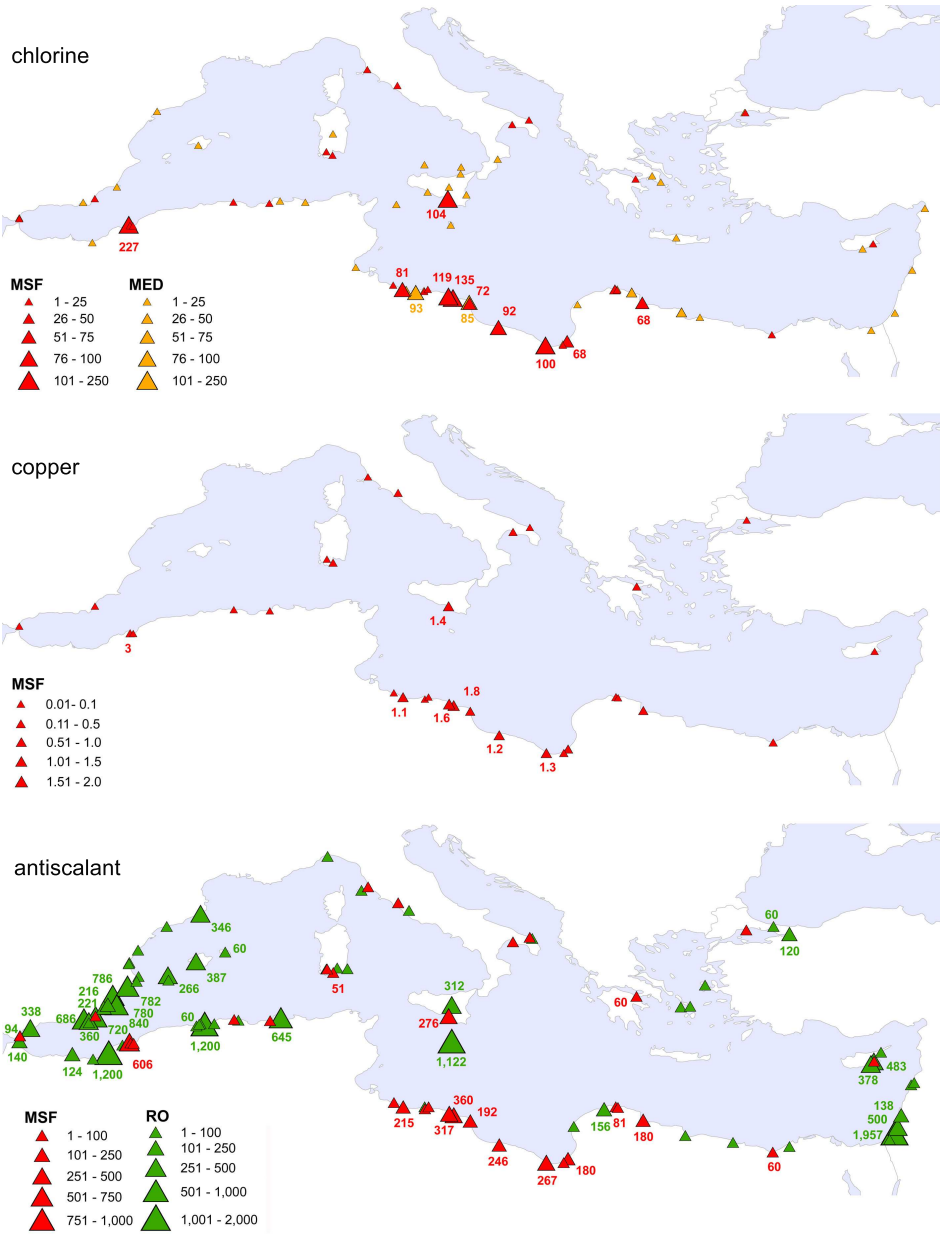 chlorine
104
227
81
119
135
72
93
85
92
68
100
68
MSF
MED
1 - 25
1 - 25
26 - 50
26 - 50
51 - 75
51 - 75
76 - 100
76 - 100
101 - 250
101 - 250
copper
1.4
3
1.8
1.1
1.6
1.2
1.3
MSF
0.01- 0.1
0.11 - 0.5
0.51 - 1.0
1.01 - 1.5
1.51 - 2.0
antiscalant
346
60
60
120
387
786
266
216
51
782
221
780
312
60
338
686
840
60
94
360
720
276
1,200
645
140
606
483
124
1,200
1,122
378
360
138
215
192
156
81
180
500
317
1,957
246
60
267
180
MSF
RO
1 - 100
1 - 100
101 - 250
101 - 250
251 - 500
251 - 500
501 - 750
501 - 1,000
751 - 1,000
1,001 - 2,000